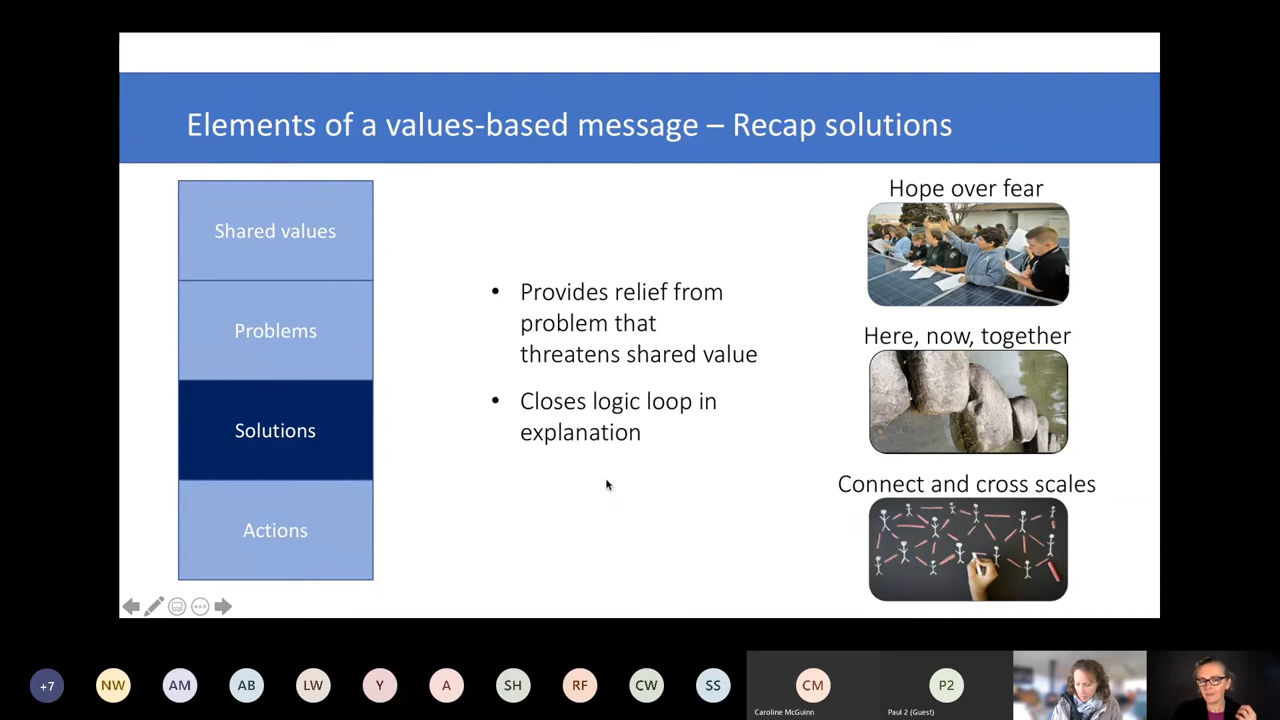 Elements of a values-based message – Recap solutions
Shared values
Problems
Solutions
Actions
• Provides relief from
problem that
threatens shared value
• Closes logic loop in
explanation
Hope over fear
Here, now, together
Connect and cross scales
+7
NW
AM
AB
LW
Y
A
SH
RF
CW
SS
CM
Caroline McGuinn
P2
Paul 2 (Guest)